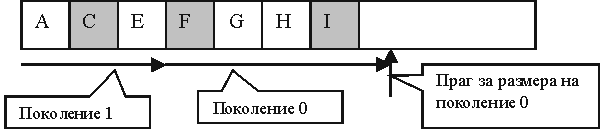 A C E F G H I
Поколение 1
Поколение 0
Праг за размера на
поколение 0